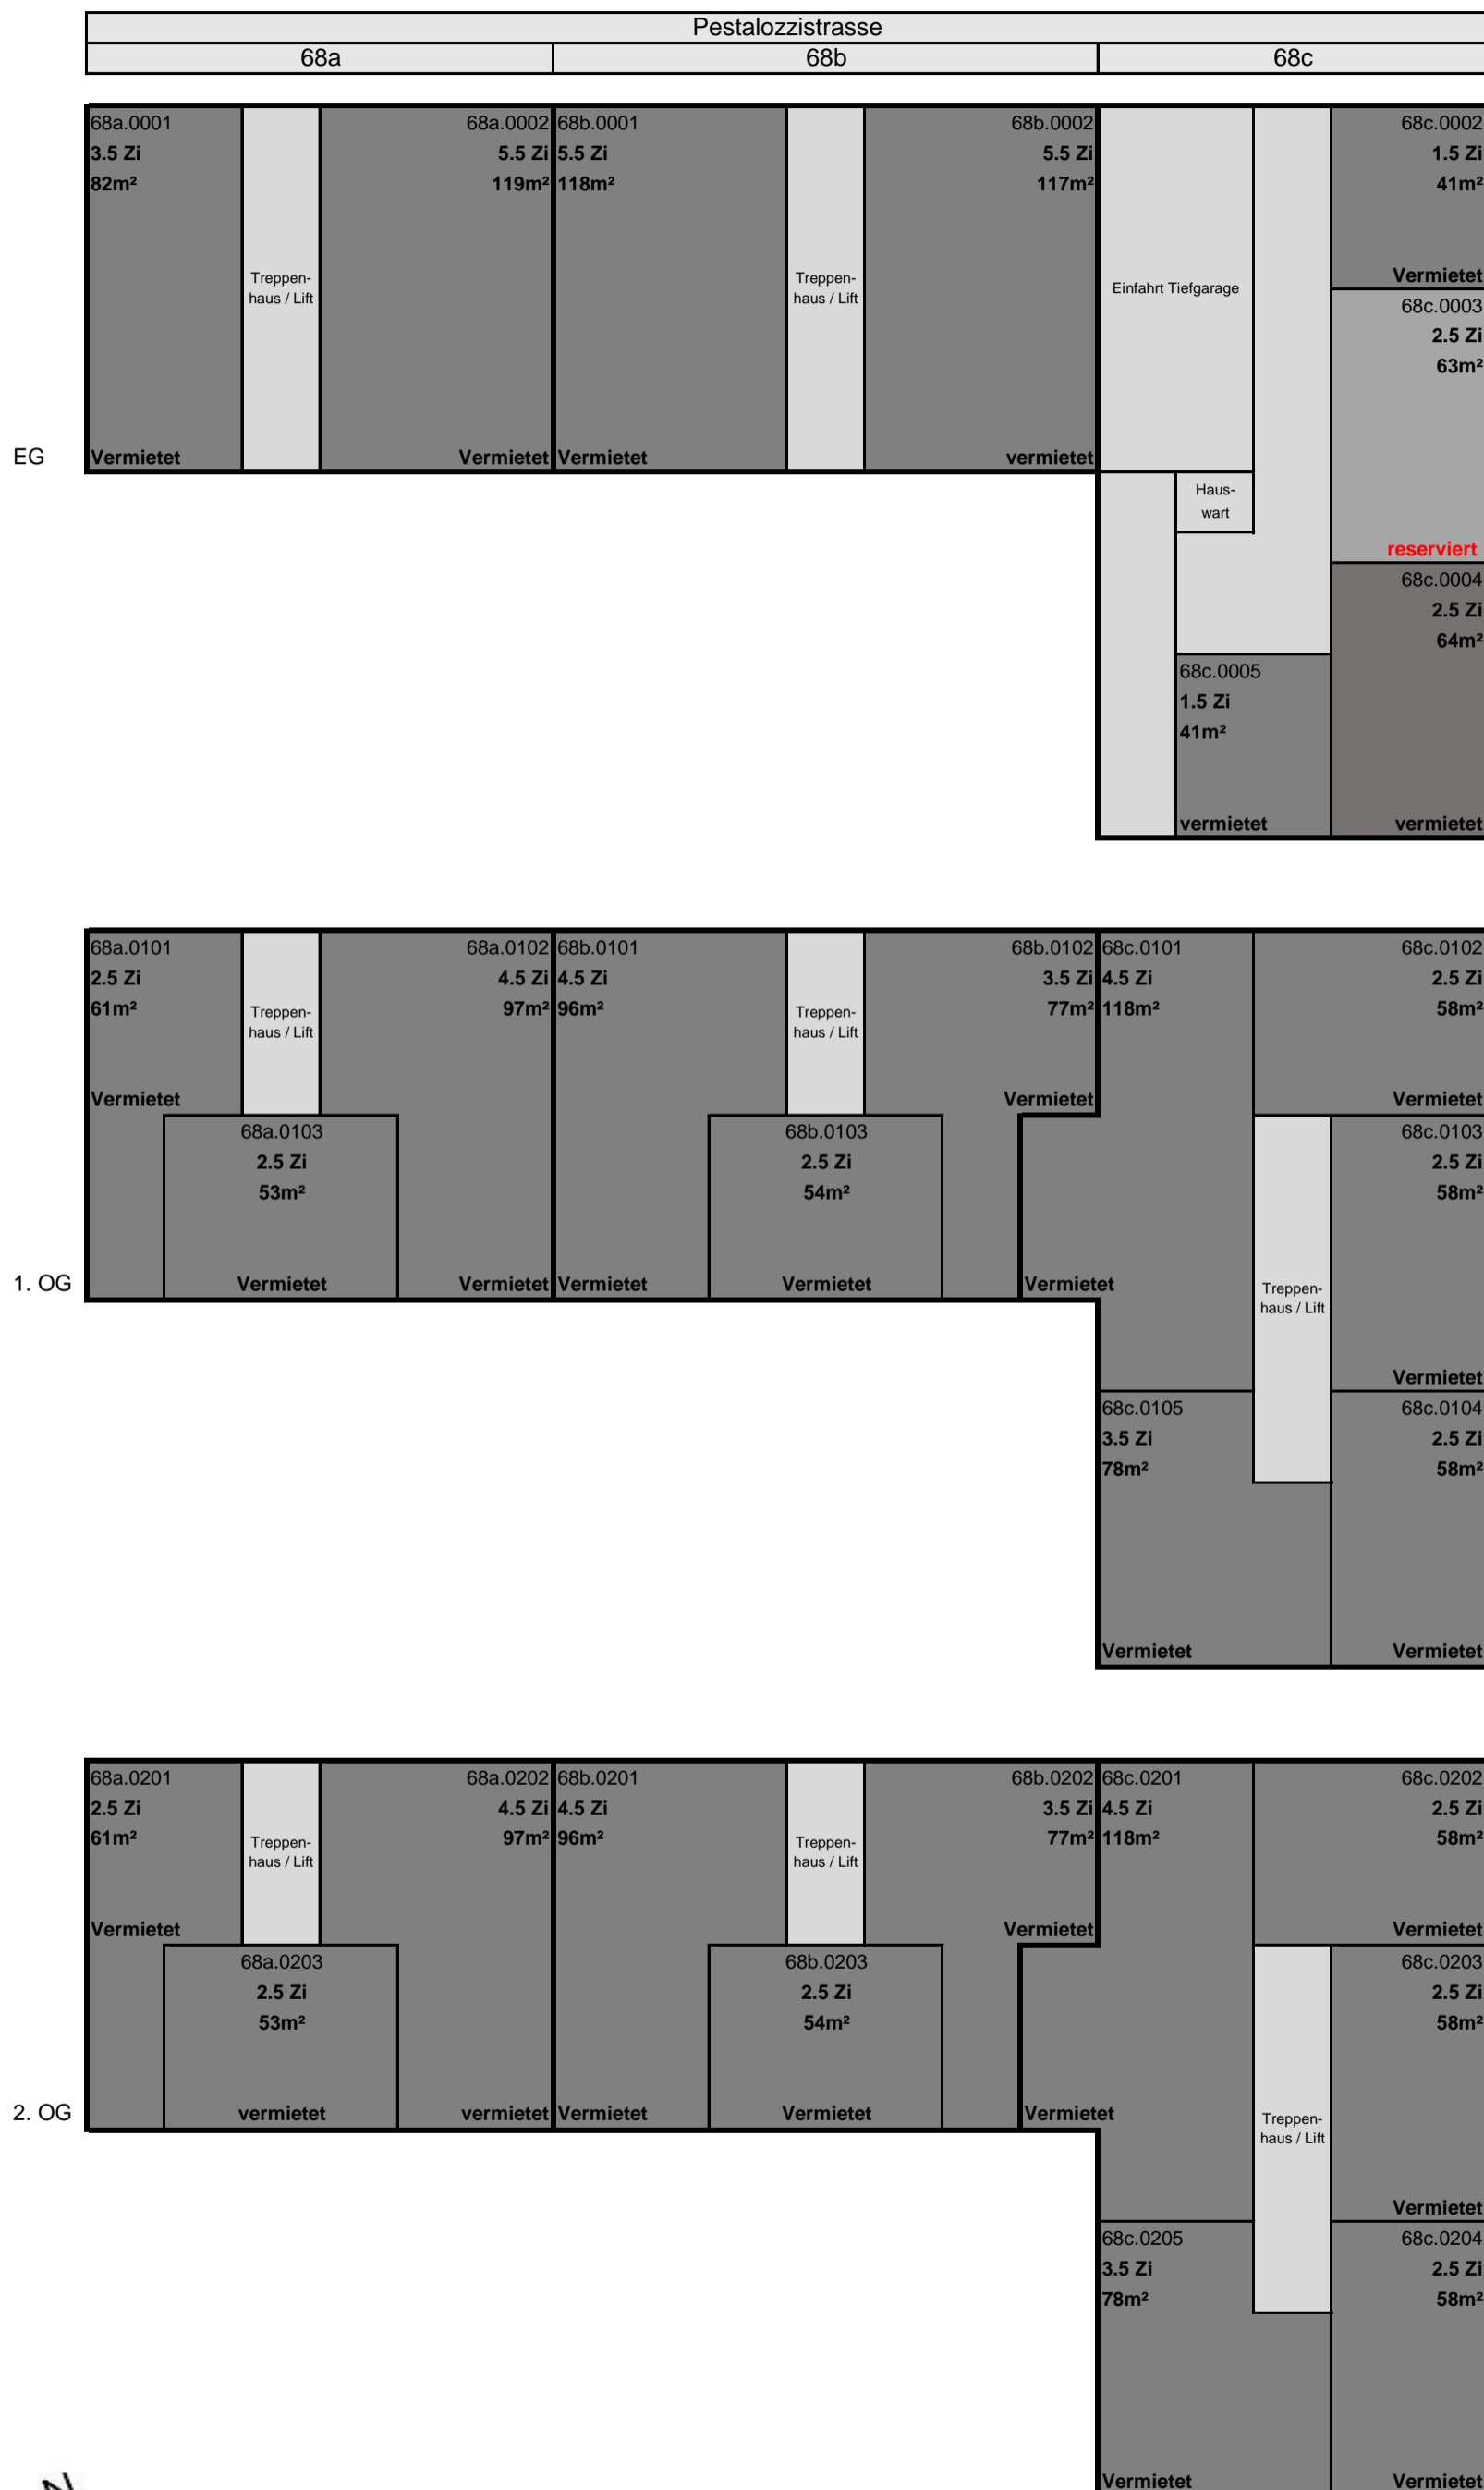 Pestalozzistrasse
68a 68b 68c
68a.0001 68a.0002 68b.0001 68b.0002 68c.0002
3.5 Zi 5.5 Zi 5.5 Zi 5.5 Zi 1.5 Zi
82m² 119m² 118m² 117m² 41m²
Treppen- Treppen- Vermietet
haus / Lift haus / Lift Einfahrt Tiefgarage
68c.0003
2.5 Zi
63m²
EG Vermietet Vermietet Vermietet vermietet
Haus-
wart
reserviert
68c.0004
2.5 Zi
64m²
68c.0005
1.5 Zi
41m²
vermietet vermietet
68a.0101 68a.0102 68b.0101 68b.0102 68c.0101 68c.0102
2.5 Zi 4.5 Zi 4.5 Zi 3.5 Zi 4.5 Zi 2.5 Zi
61m² 97m² 96m² 77m² 118m² 58m²
Treppen- Treppen-
haus / Lift haus / Lift
Vermietet Vermietet Vermietet
68a.0103 68b.0103 68c.0103
2.5 Zi 2.5 Zi 2.5 Zi
53m² 54m² 58m²
1. OG Vermietet Vermietet Vermietet Vermietet Vermietet
Treppen-
haus / Lift
Vermietet
68c.0105 68c.0104
3.5 Zi 2.5 Zi
78m² 58m²
Vermietet Vermietet
68a.0201 68a.0202 68b.0201 68b.0202 68c.0201 68c.0202
2.5 Zi 4.5 Zi 4.5 Zi 3.5 Zi 4.5 Zi 2.5 Zi
61m² 97m² 96m² 77m² 118m² 58m²
Treppen- Treppen-
haus / Lift haus / Lift
Vermietet Vermietet Vermietet
68a.0203 68b.0203 68c.0203
2.5 Zi 2.5 Zi 2.5 Zi
53m² 54m² 58m²
2. OG vermietet vermietet Vermietet Vermietet Vermietet
Treppen-
haus / Lift
Vermietet
68c.0205 68c.0204
3.5 Zi 2.5 Zi
78m² 58m²
Vermietet Vermietet